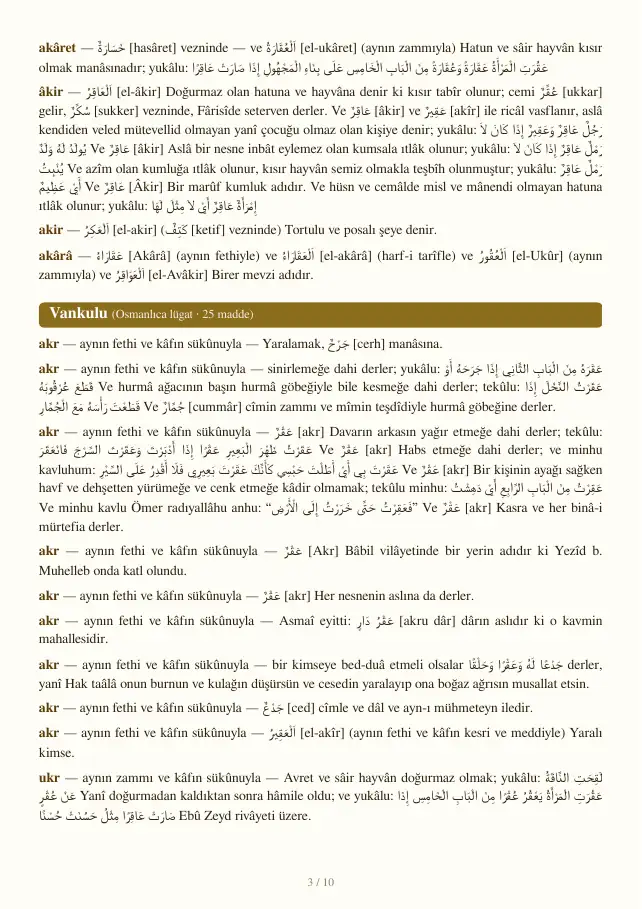 akâret — خَسَارَةٌ [hasâret] vezninde — ve اَلْعُقَارَةُ [el-ukâret] (aynın zammıyla) Hatun ve sâir hayvân kısır
olmak manâsınadır; yukâlu: عَقُرَتِ الْمَرْأَةُ عَقَارَةً وَعُقَارَةً مِنَ الْبَابِ الْخَامِسِ عَلَى بِنَاءِ الْمَجْهُولِ إِذَا صَارَتْ عَاقِرًا
âkir — اَلْعَاقِرُ [el-âkir] Doğurmaz olan hatuna ve hayvâna denir ki kısır tabîr olunur; cemi عُقَّرٌ [ukkar]
gelir, سُكَّرٌ [sukker] vezninde, Fârisîde seterven derler. Ve عَاقِرٌ [âkir] ve عَقِيرٌ [akîr] ile ricâl vasflanır, aslâ
kendiden veled mütevellid olmayan yanî çocuğu olmaz olan kişiye denir; yukâlu: رَجُلٌ عَاقِرٌ وَعَقِيرٌ إِذَا كَانَ لاَ
يُولَدُ لَهُ وَلَدٌ Ve عَاقِرٌ [âkir] Aslâ bir nesne inbât eylemez olan kumsala ıtlâk olunur; yukâlu: رَمْلٌ عَاقِرٌ إِذَا كَانَ لاَ
يُنْبِتُ Ve azîm olan kumluğa ıtlâk olunur, kısır hayvân semiz olmakla teşbîh olunmuştur; yukâlu: رَمْلٌ عَاقِرٌ
أَيْ عَظِيمٌ Ve عَاقِرٌ [Âkir] Bir marûf kumluk adıdır. Ve hüsn ve cemâlde misl ve mânendi olmayan hatuna
ıtlâk olunur; yukâlu: إِمْرَأَةٌ عَاقِرٌ أَيْ لاَ مِثْلَ لَهَا
akir — اَلْعَكِرُ [el-akir] (كَتِفٌ [ketif] vezninde) Tortulu ve posalı şeye denir.
akârâ — عَقَارَاءُ [Akârâ] (aynın fethiyle) ve اَلْعَقَارَاءُ [el-akârâ] (harf-i tarîfle) ve اَلْعُقُورُ [el-Ukûr] (aynın
zammıyla) ve اَلْعَوَاقِرُ [el-Avâkir] Birer mevzi adıdır.
Vankulu (Osmanlıca lügat · 25 madde)
akr — aynın fethi ve kâfın sükûnuyla — Yaralamak, جَرْحٌ [cerh] manâsına.
akr — aynın fethi ve kâfın sükûnuyla — sinirlemeğe dahi derler; yukâlu: عَقَرَهُ مِنَ الْبَابِ الثَّانِي إِذَا جَرَحَهُ أَوْ
قَطَعَ عُرْقُوبَهُ Ve hurmâ ağacının başın hurmâ göbeğiyle bile kesmeğe dahi derler; tekûlu: عَقَرْتُ النَّخْلَ إِذَا
قَطَعْتَ رَأْسَهُ مَعَ الْجُمَّارِ Ve جُمَّارٌ [cummâr] cîmin zammı ve mîmin teşdîdiyle hurmâ göbeğine derler.
akr — aynın fethi ve kâfın sükûnuyla — عَقْرٌ [akr] Davarın arkasın yağır etmeğe dahi derler; tekûlu:
عَقَرْتُ ظَهْرَ الْبَعِيرِ عَقْرًا إِذَا أَدْبَرْتَ وَعَقَرْتُ السَّرْجَ فَانْعَقَرَ Ve عَقْرٌ [akr] Habs etmeğe dahi derler; ve minhu
kavluhum: عَقَرْتَ بِي أَيْ أَطَلْتَ حَبْسِي كَأَنَّكَ عَقَرْتَ بَعِيرِي فَلاَ أَقْدِرُ عَلَى السَّيْرِ Ve عَقْرٌ [akr] Bir kişinin ayağı sağken
havf ve dehşetten yürümeğe ve cenk etmeğe kâdir olmamak; tekûlu minhu: عَقِرْتُ مِنَ الْبَابِ الرَّابِعِ أَيْ دَهِشْتُ
Ve minhu kavlu Ömer radıyallâhu anhu: “فَعَقِرْتُ حَتَّى خَرَرْتُ إِلَى الْأَرْضِ” Ve عَقْرٌ [akr] Kasra ve her binâ-i
mürtefia derler.
akr — aynın fethi ve kâfın sükûnuyla — عَقْرٌ [Akr] Bâbil vilâyetinde bir yerin adıdır ki Yezîd b.
Muhelleb onda katl olundu.
akr — aynın fethi ve kâfın sükûnuyla — عَقْرٌ [akr] Her nesnenin aslına da derler.
akr — aynın fethi ve kâfın sükûnuyla — Asmaî eyitti: عَقْرُ دَارٍ [akru dâr] dârın aslıdır ki o kavmin
mahallesidir.
akr — aynın fethi ve kâfın sükûnuyla — bir kimseye bed-duâ etmeli olsalar جَدْعًا لَهُ وَعَقْرًا وَحَلْقًا derler,
yanî Hak taâlâ onun burnun ve kulağın düşürsün ve cesedin yaralayıp ona boğaz ağrısın musallat etsin.
akr — aynın fethi ve kâfın sükûnuyla — جَدْعٌ [ced] cîmle ve dâl ve ayn-ı mühmeteyn iledir.
akr — aynın fethi ve kâfın sükûnuyla — اَلْعَقِيرُ [el-akîr] (aynın fethi ve kâfın kesri ve meddiyle) Yaralı
kimse.
ukr — aynın zammı ve kâfın sükûnuyla — Avret ve sâir hayvân doğurmaz olmak; yukâlu: لَقِحَتِ النَّاقَةُ
عَنْ عُقْرٍ Yanî doğurmadan kaldıktan sonra hâmile oldu; ve yukâlu: عَقُرَتِ الْمَرْأَةُ يَعْقُرُ عُقْرًا مِنَ الْبَابِ الْخَامِسِ إِذَا
صَارَتْ عَاقِرًا مِثْلُ حَسُنَتْ حُسْنًا Ebû Zeyd rivâyeti üzere.
3 / 10